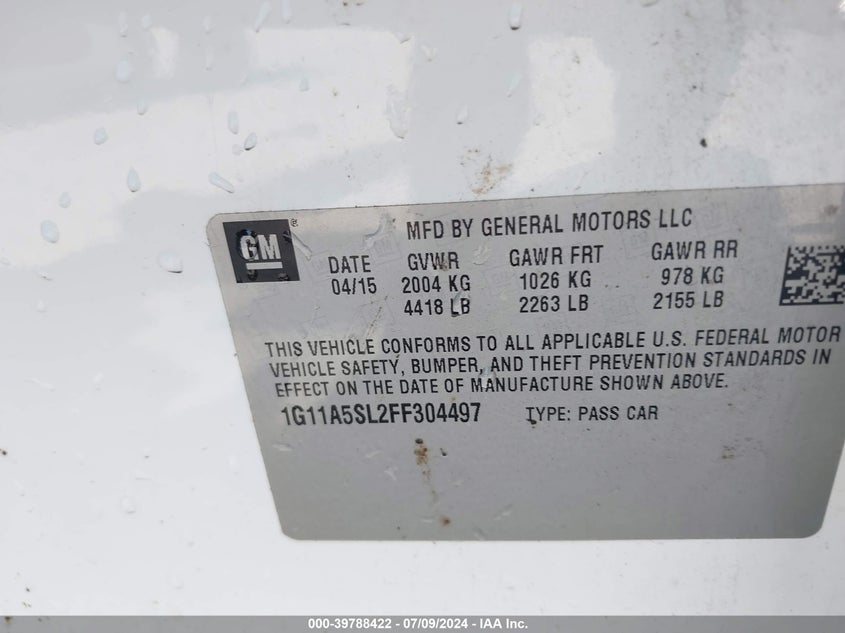 GM®
MFD BY GENERAL MOTORS LLC
DATE GVWR GAWR FRT GAWR RR
04/15 2004 KG 1026 KG 978 KG
4418 LB 2263 LB 2155 LB
THIS VEHICLE CONFORMS TO ALL APPLICABLE U.S. FEDERAL MOTOR
VEHICLE SAFETY, BUMPER, AND THEFT PREVENTION STANDARDS IN
EFFECT ON THE DATE OF MANUFACTURE SHOWN ABOVE.
1G11A5SL2FF304497 TYPE: PASS CAR
000-39788422 - 07/09/2024 - IAA Inc.